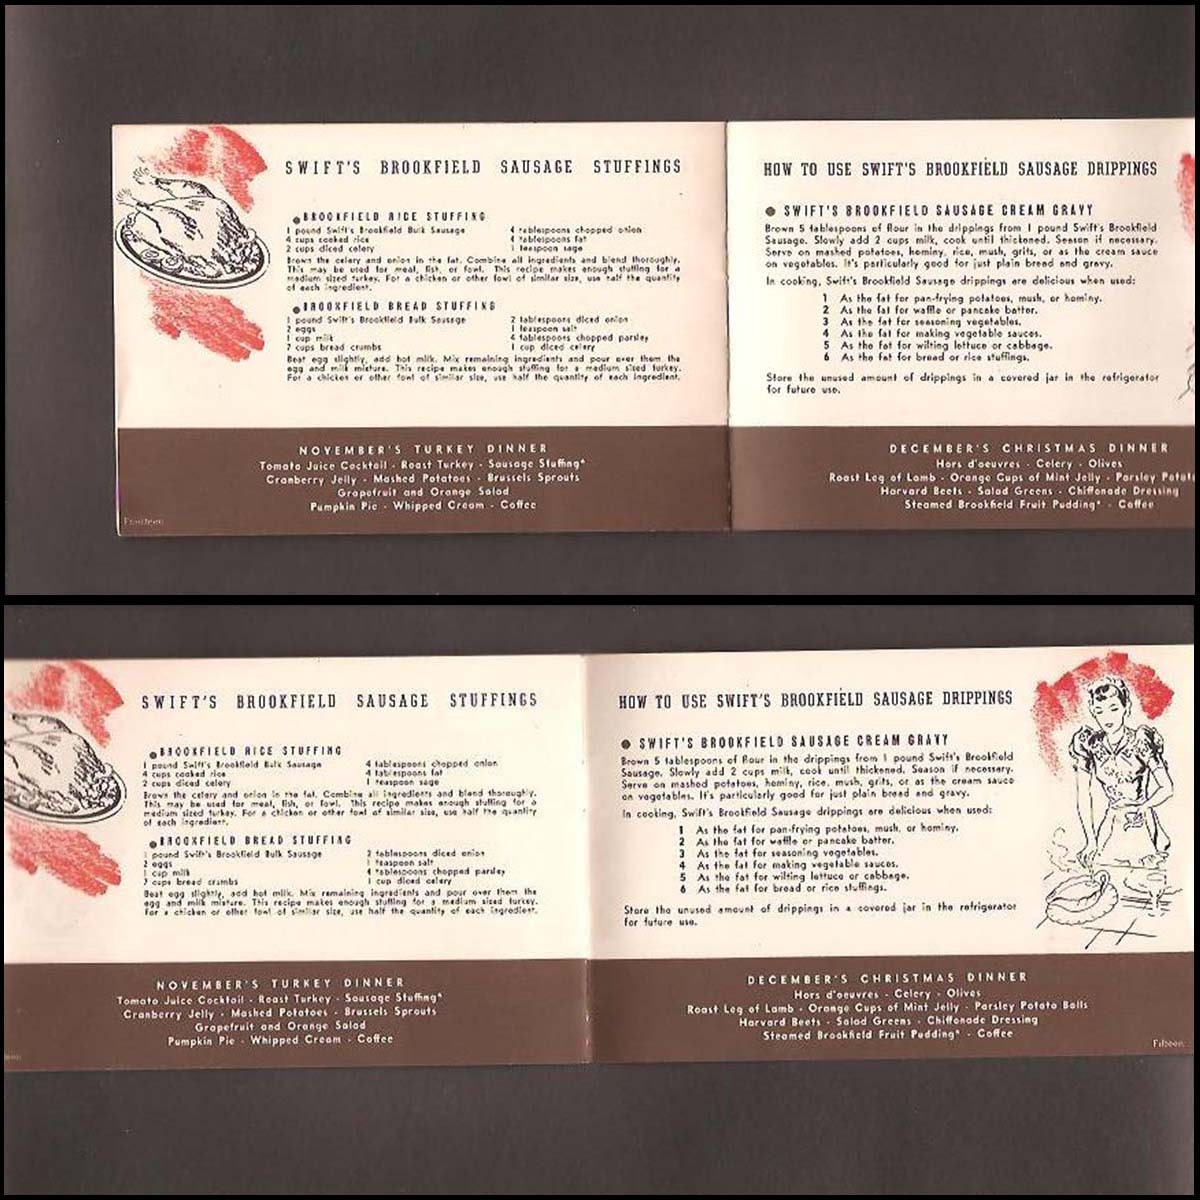 SWIFT'S BROOKFIELD SAUSAGE STUFFINGS
BROOKFIELD RICE STUFFING
1 pound Swift's Brookfield Bulk Sausage
4 cups cooked rice
2 cups diced celery
4 tablespoons chopped onion
4 tablespoons fat
1 teaspoon sage
Brown the celery and onion in the fat. Combine all ingredients and blend thoroughly.
This may be used for meat, fish, or fowl. This recipe makes enough stuffing for a
medium sized turkey. For a chicken or other fowl of similar size, use half the quantity
of each ingredient.
BROOKFIELD BREAD STUFFING
1 pound Swift's Brookfield Bulk Sausage
2 eggs
1 cup milk
7 cups bread crumbs
2 tablespoons diced onion
1 teaspoon salt
4 tablespoons chopped parsley
1 cup diced celery
Beat egg slightly, add hot milk. Mix remaining ingredients and pour over them the
egg and milk mixture. This recipe makes enough stuffing for a medium sized turkey.
For a chicken or other fowl of similar size, use half the quantity of each ingredient.
NOVEMBER'S TURKEY DINNER
Tomato Juice Cocktail - Roast Turkey - Sausage Stuffing*
Cranberry Jelly - Mashed Potatoes - Brussels Sprouts
Grapefruit and Orange Salad
Pumpkin Pie - Whipped Cream - Coffee
Fourteen
HOW TO USE SWIFT'S BROOKFIELD SAUSAGE DRIPPINGS
SWIFT'S BROOKFIELD SAUSAGE CREAM GRAVY
Brown 5 tablespoons of flour in the drippings from 1 pound Swift's Brookfield
Sausage. Slowly add 2 cups milk, cook until thickened. Season if necessary.
Serve on mashed potatoes, hominy, rice, mush, grits, or as the cream sauce
on vegetables. It's particularly good for just plain bread and gravy.
In cooking, Swift's Brookfield Sausage drippings are delicious when used:
1 As the fat for pan-frying potatoes, mush, or hominy.
2 As the fat for waffle or pancake batter.
3 As the fat for seasoning vegetables.
4 As the fat for making vegetable sauces.
5 As the fat for wilting lettuce or cabbage.
6 As the fat for bread or rice stuffings.
Store the unused amount of drippings in a covered jar in the refrigerator
for future use.
DECEMBER'S CHRISTMAS DINNER
Hors d'oeuvres - Celery - Olives
Roast Leg of Lamb - Orange Cups of Mint Jelly - Parsley
Harvard Beets - Salad Greens - Chiffonade Dressing
Steamed Brookfield Fruit Pudding* - Coffee
SWIFT'S BROOKFIELD SAUSAGE STUFFINGS
BROOKFIELD RICE STUFFING
1 pound Swift's Brookfield Bulk Sausage
4 cups cooked rice
2 cups diced celery
4 tablespoons chopped onion
4 tablespoons fat
1 teaspoon sage
Brown the celery and onion in the fat. Combine all ingredients and blend thoroughly.
This may be used for meat, fish, or fowl. This recipe makes enough stuffing for a
medium sized turkey. For a chicken or other fowl of similar size, use half the quantity
of each ingredient.
BROOKFIELD BREAD STUFFING
1 pound Swift's Brookfield Bulk Sausage
2 eggs
1 cup milk
7 cups bread crumbs
2 tablespoons diced onion
1 teaspoon salt
4 tablespoons chopped parsley
1 cup diced celery
Beat egg slightly, add hot milk. Mix remaining ingredients and pour over them the
egg and milk mixture. This recipe makes enough stuffing for a medium sized turkey.
For a chicken or other fowl of similar size, use half the quantity of each ingredient.
NOVEMBER'S TURKEY DINNER
Tomato Juice Cocktail - Roast Turkey - Sausage Stuffing*
Cranberry Jelly - Mashed Potatoes - Brussels Sprouts
Grapefruit and Orange Salad
Pumpkin Pie - Whipped Cream - Coffee
HOW TO USE SWIFT'S BROOKFIELD SAUSAGE DRIPPINGS
SWIFT'S BROOKFIELD SAUSAGE CREAM GRAVY
Brown 5 tablespoons of flour in the drippings from 1 pound Swift's Brookfield
Sausage. Slowly add 2 cups milk, cook until thickened. Season if necessary.
Serve on mashed potatoes, hominy, rice, mush, grits, or as the cream sauce
on vegetables. It's particularly good for just plain bread and gravy.
In cooking, Swift's Brookfield Sausage drippings are delicious when used:
1 As the fat for pan-frying potatoes, mush, or hominy.
2 As the fat for waffle or pancake batter.
3 As the fat for seasoning vegetables.
4 As the fat for making vegetable sauces.
5 As the fat for wilting lettuce or cabbage.
6 As the fat for bread or rice stuffings.
Store the unused amount of drippings in a covered jar in the refrigerator
for future use.
DECEMBER'S CHRISTMAS DINNER
Hors d'oeuvres - Celery - Olives
Roast Leg of Lamb - Orange Cups of Mint Jelly - Parsley Potato Balls
Harvard Beets - Salad Greens - Chiffonade Dressing
Steamed Brookfield Fruit Pudding* - Coffee
Fifteen